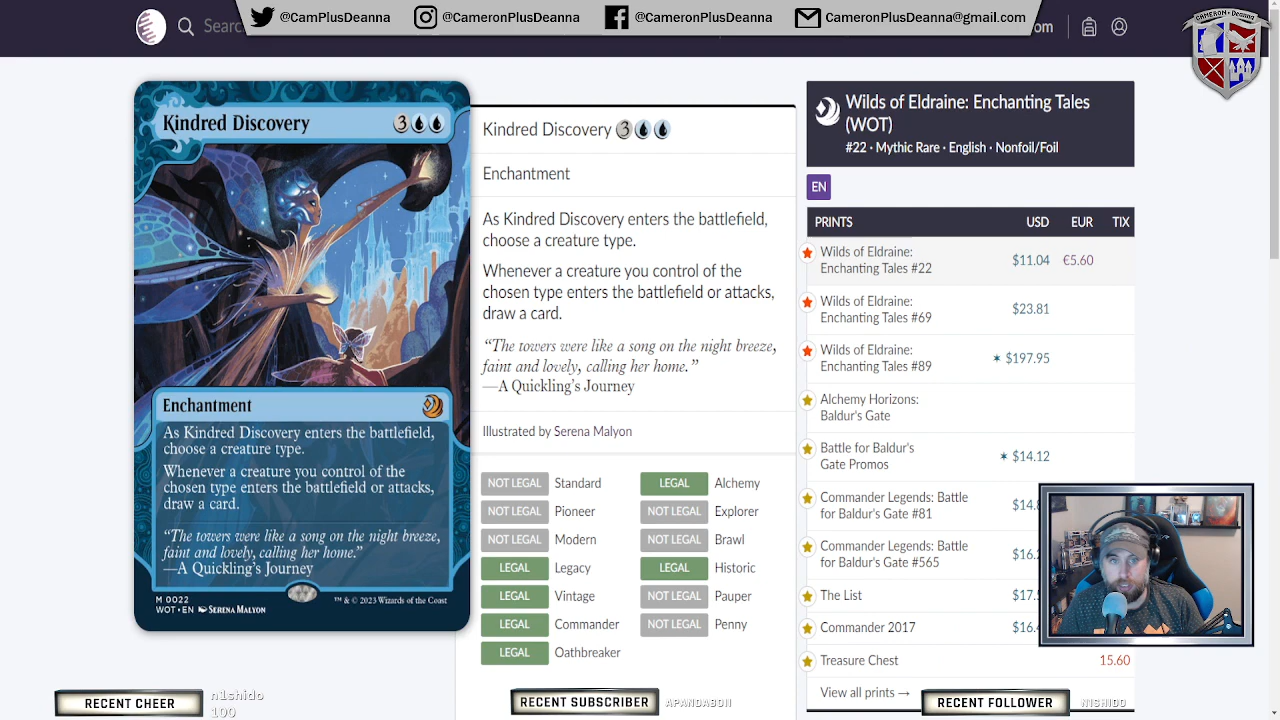 @CamPlusDeanna
@CameronPlusDeanna
@CameronPlusDeanna
CameronPlusDeanna@gmail.com
Searc
om
CAMERON + Deanna
Kindred Discovery 3
Enchantment
As Kindred Discovery enters the battlefield,
choose a creature type.
Whenever a creature you control of the
chosen type enters the battlefield or attacks,
draw a card.
“The towers were like a song on the night breeze,
faint and lovely, calling her home.”
—A Quickling's Journey
M 0022
WOT • EN SERENA MALYON
™ & © 2023 Wizards of the Coast
Kindred Discovery 3
Enchantment
As Kindred Discovery enters the battlefield,
choose a creature type.
Whenever a creature you control of the
chosen type enters the battlefield or attacks,
draw a card.
“The towers were like a song on the night breeze,
faint and lovely, calling her home.”
—A Quickling's Journey
Illustrated by Serena Malyon
NOT LEGAL Standard LEGAL Alchemy
NOT LEGAL Pioneer NOT LEGAL Explorer
NOT LEGAL Modern NOT LEGAL Brawl
LEGAL Legacy LEGAL Historic
LEGAL Vintage NOT LEGAL Pauper
LEGAL Commander NOT LEGAL Penny
LEGAL Oathbreaker
Wilds of Eldraine: Enchanting Tales
(WOT)
#22 • Mythic Rare • English • Nonfoil/Foil
EN
PRINTS USD EUR TIX
Wilds of Eldraine:
Enchanting Tales #22 $11.04 €5.60
Wilds of Eldraine:
Enchanting Tales #69 $23.81
Wilds of Eldraine:
Enchanting Tales #89 $197.95
Alchemy Horizons:
Baldur's Gate
Battle for Baldur's
Gate Promos $14.12
Commander Legends: Battle
for Baldur's Gate #81 $14.
Commander Legends: Battle
for Baldur's Gate #565 $16.
The List $17.
Commander 2017 $16.
Treasure Chest 15.60
View all prints →
RECENT CHEER
n1shido
100
RECENT SUBSCRIBER
RECENT FOLLOWER
N1SHIDO